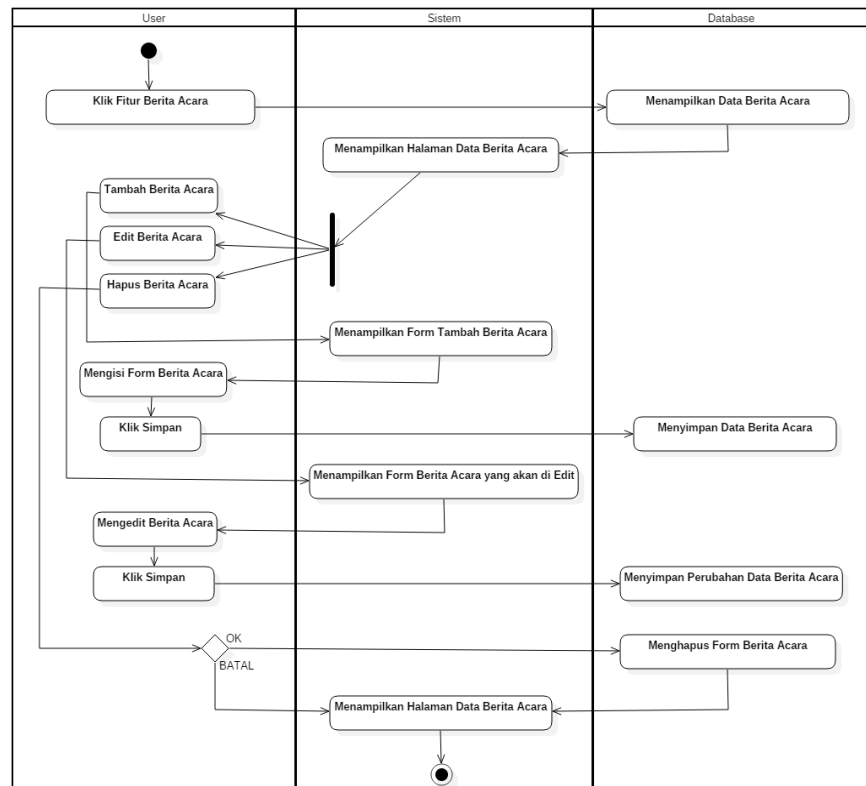 User
Sistem
Database
Klik Fitur Berita Acara
Menampilkan Data Berita Acara
Menampilkan Halaman Data Berita Acara
Tambah Berita Acara
Edit Berita Acara
Hapus Berita Acara
Menampilkan Form Tambah Berita Acara
Mengisi Form Berita Acara
Klik Simpan
Menyimpan Data Berita Acara
Menampilkan Form Berita Acara yang akan di Edit
Mengedit Berita Acara
Klik Simpan
Menyimpan Perubahan Data Berita Acara
OK
Menghapus Form Berita Acara
BATAL
Menampilkan Halaman Data Berita Acara